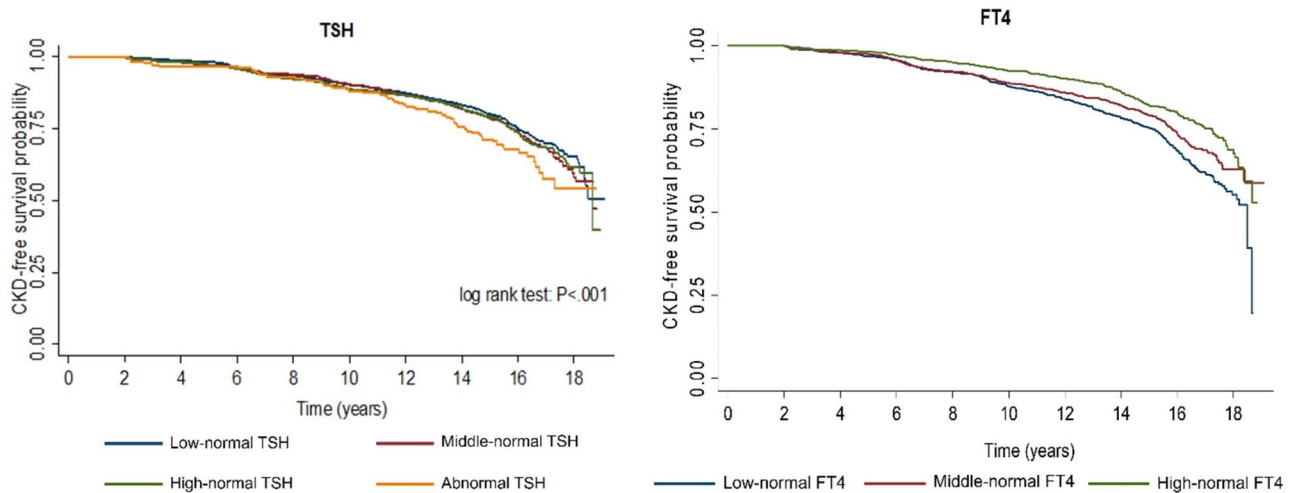 TSH
CKD-free survival probability
1.00
0.75
0.50
0.25
0.00
log rank test: P<.001
0 2 4 6 8 10 12 14 16 18
Time (years)
Low-normal TSH Middle-normal TSH
High-normal TSH Abnormal TSH
FT4
CKD-free survival probability
1.00
0.75
0.50
0.25
0.00
0 2 4 6 8 10 12 14 16 18
Time (years)
Low-normal FT4 Middle-normal FT4 High-normal FT4